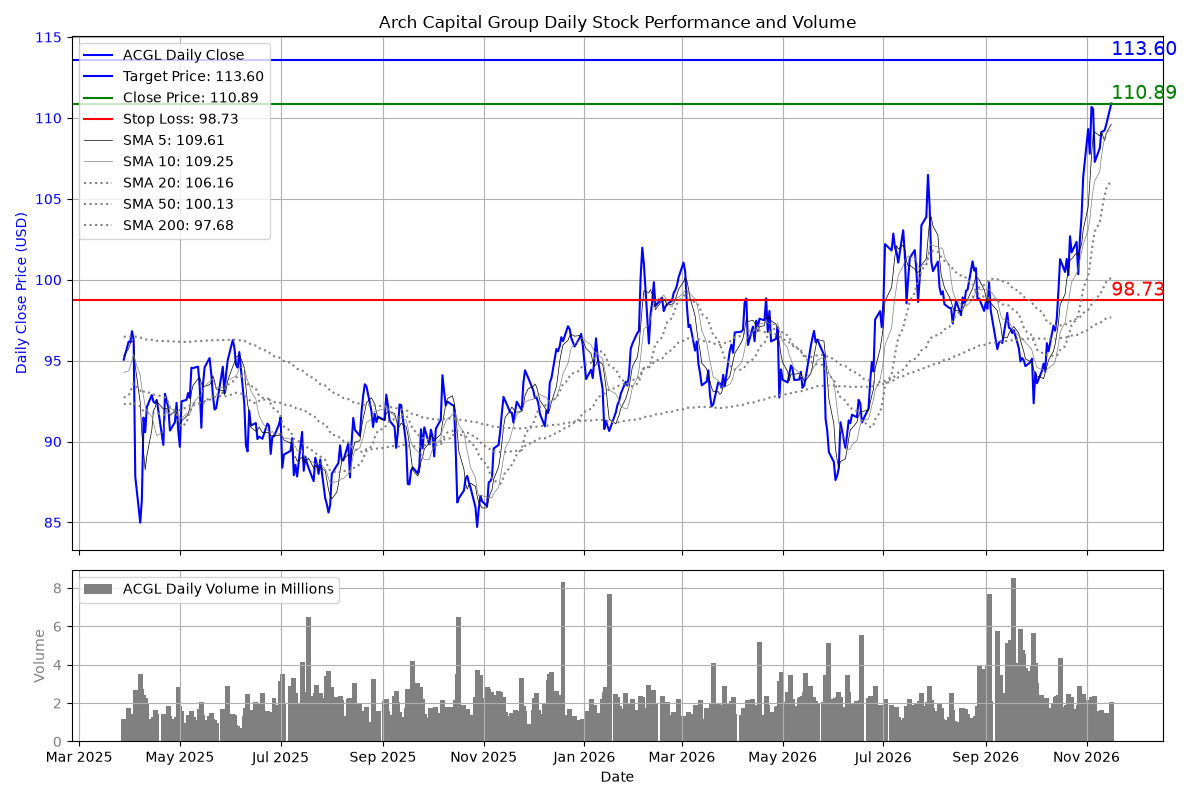 Arch Capital Group Daily Stock Performance and Volume
115
110
105
100
95
90
85
Daily Close Price (USD)
ACGL Daily Close
Target Price: 113.60
Close Price: 110.89
Stop Loss: 98.73
SMA 5: 109.61
SMA 10: 109.25
SMA 20: 106.16
SMA 50: 100.13
SMA 200: 97.68
113.60
110.89
98.73
8
6
4
2
0
Volume
ACGL Daily Volume in Millions
Mar 2025 May 2025 Jul 2025 Sep 2025 Nov 2025 Jan 2026 Mar 2026 May 2026 Jul 2026 Sep 2026 Nov 2026
Date